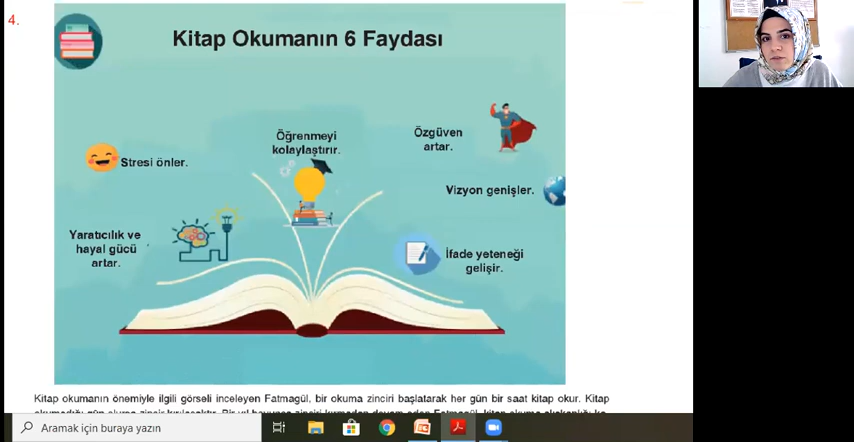 4.
Kitap Okumanın 6 Faydası
Stresi önler.
Öğrenmeyi
kolaylaştırır.
Özgüven
artar.
Vizyon genişler.
Yaratıcılık ve
hayal gücü
artar.
İfade yeteneği
gelişir.
Kitap okumanın önemiyle ilgili görseli inceleyen Fatmagül, bir okuma zinciri başlatarak her gün bir saat kitap okur. Kitap
Aramak için buraya yazın